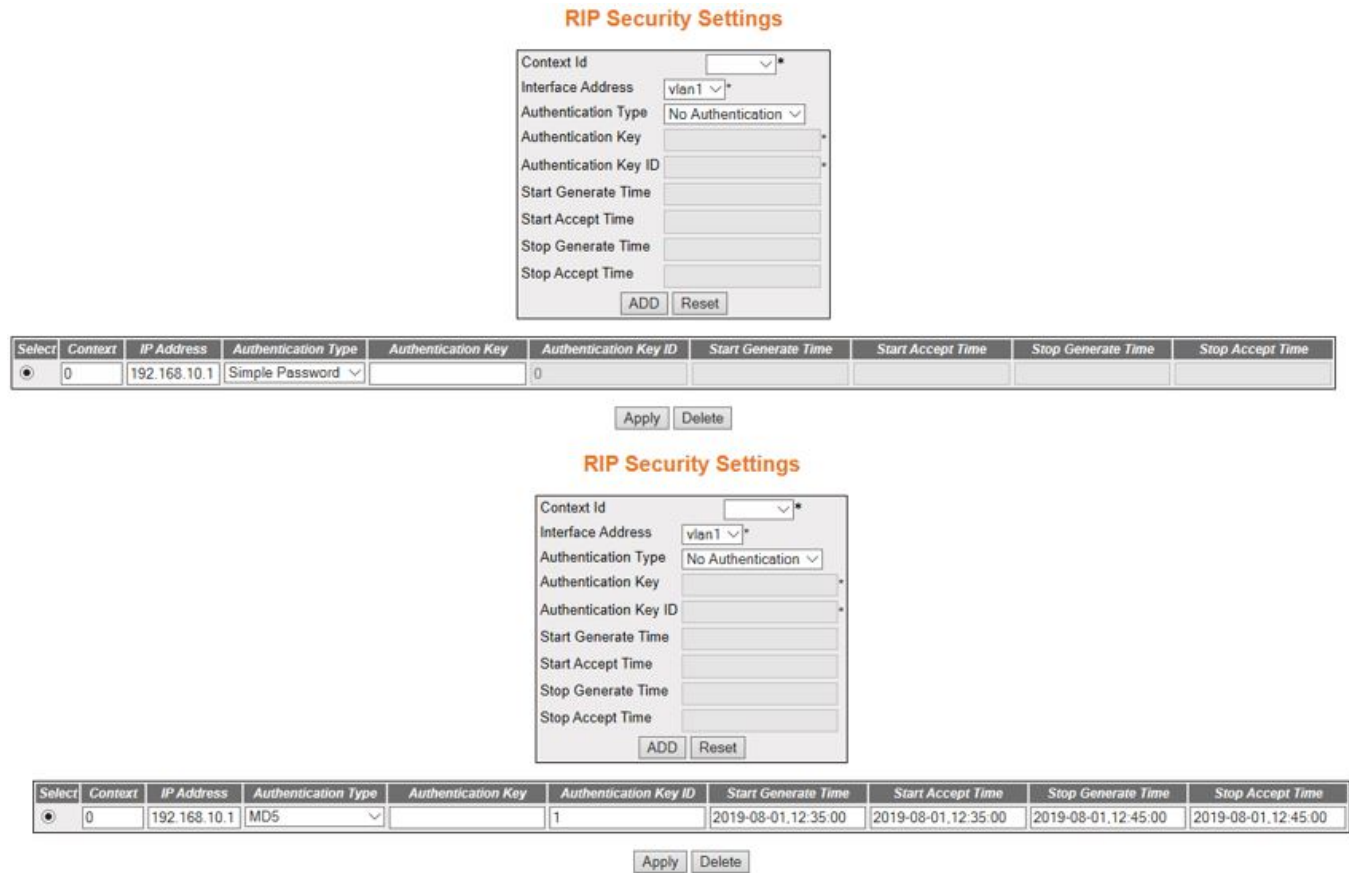 RIP Security Settings
Context Id *
Interface Address vlan1 *
Authentication Type No Authentication
Authentication Key *
Authentication Key ID *
Start Generate Time
Start Accept Time
Stop Generate Time
Stop Accept Time
ADD Reset
Select Context IP Address Authentication Type Authentication Key Authentication Key ID Start Generate Time Start Accept Time Stop Generate Time Stop Accept Time
0 192.168.10.1 Simple Password 0
Apply Delete
RIP Security Settings
Context Id *
Interface Address vlan1 *
Authentication Type No Authentication
Authentication Key *
Authentication Key ID *
Start Generate Time
Start Accept Time
Stop Generate Time
Stop Accept Time
ADD Reset
Select Context IP Address Authentication Type Authentication Key Authentication Key ID Start Generate Time Start Accept Time Stop Generate Time Stop Accept Time
0 192.168.10.1 MD5 1 2019-08-01,12:35:00 2019-08-01,12:35:00 2019-08-01,12:45:00 2019-08-01,12:45:00
Apply Delete